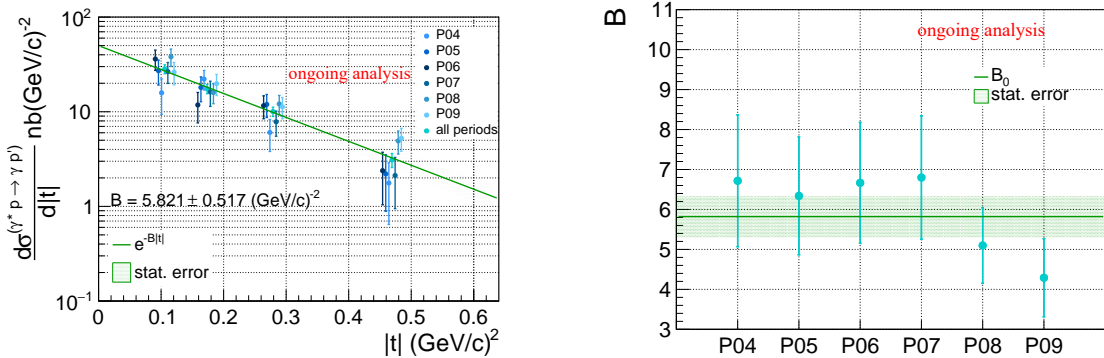 dσ^(γ* p → γ p') / d|t| nb(GeV/c)^-2
10^2
10
1
10^-1
ongoing analysis
P04
P05
P06
P07
P08
P09
all periods
B = 5.821 ± 0.517 (GeV/c)^-2
e^-B|t|
stat. error
0 0.1 0.2 0.3 0.4 0.5 0.6
|t| (GeV/c)^2
B
11
10
9
8
7
6
5
4
3
ongoing analysis
B_0
stat. error
P04 P05 P06 P07 P08 P09